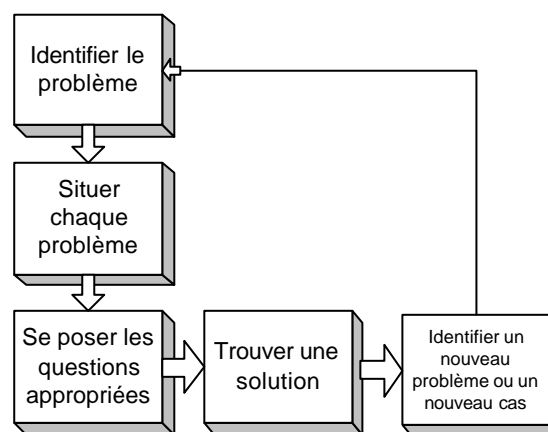 Identifier le
problème
Situer
chaque
problème
Se poser les
questions
appropriées
Trouver une
solution
Identifier un
nouveau
problème ou un
nouveau cas